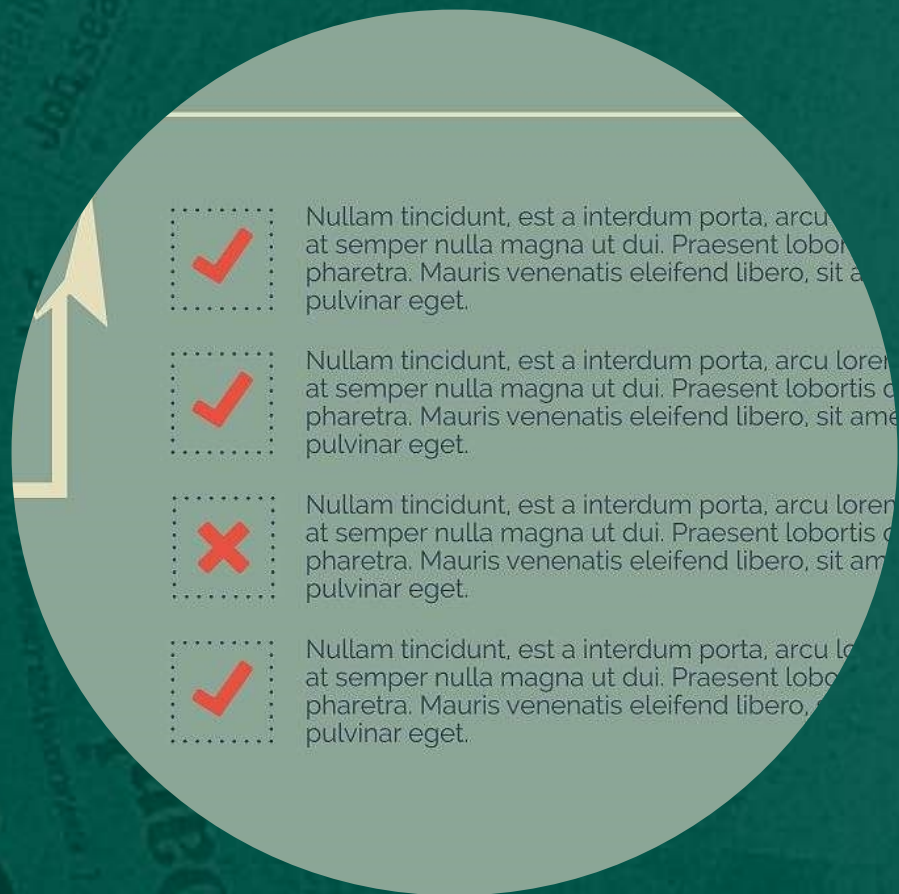 Job sea
Nullam tincidunt, est a interdum porta, arcu
at semper nulla magna ut dui. Praesent
pharetra. Mauris venenatis eleifend libero, sit
pulvinar eget.
Nullam tincidunt, est a interdum porta, arcu
at semper nulla magna ut dui. Praesent lobortis
pharetra. Mauris venenatis eleifend libero, sit
pulvinar eget.
Nullam tincidunt, est a interdum porta, arcu lorem
at semper nulla magna ut dui. Praesent lobortis
pharetra. Mauris venenatis eleifend libero, sit
pulvinar eget.
Nullam tincidunt, est a interdum porta, arcu
at semper nulla magna ut dui. Praesent
pharetra. Mauris venenatis eleifend libero,
pulvinar eget.